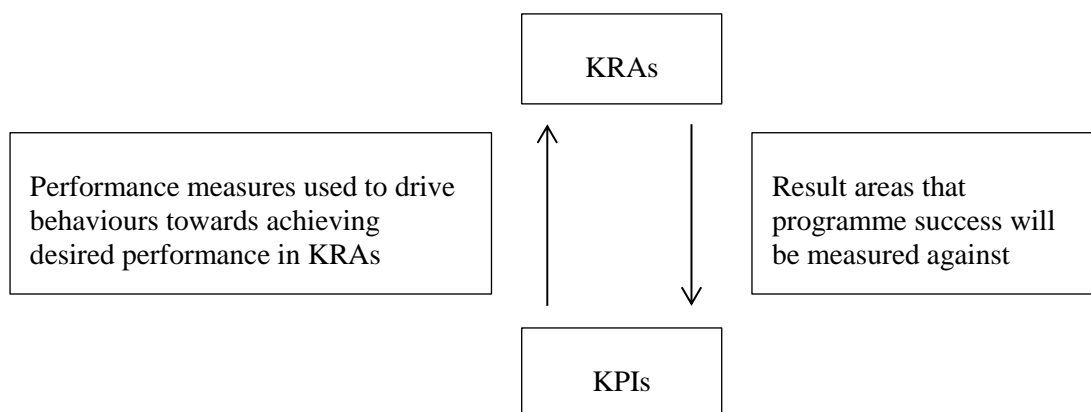 KRAs
Performance measures used to drive
behaviours towards achieving
desired performance in KRAs
Result areas that
programme success will
be measured against
KPIs